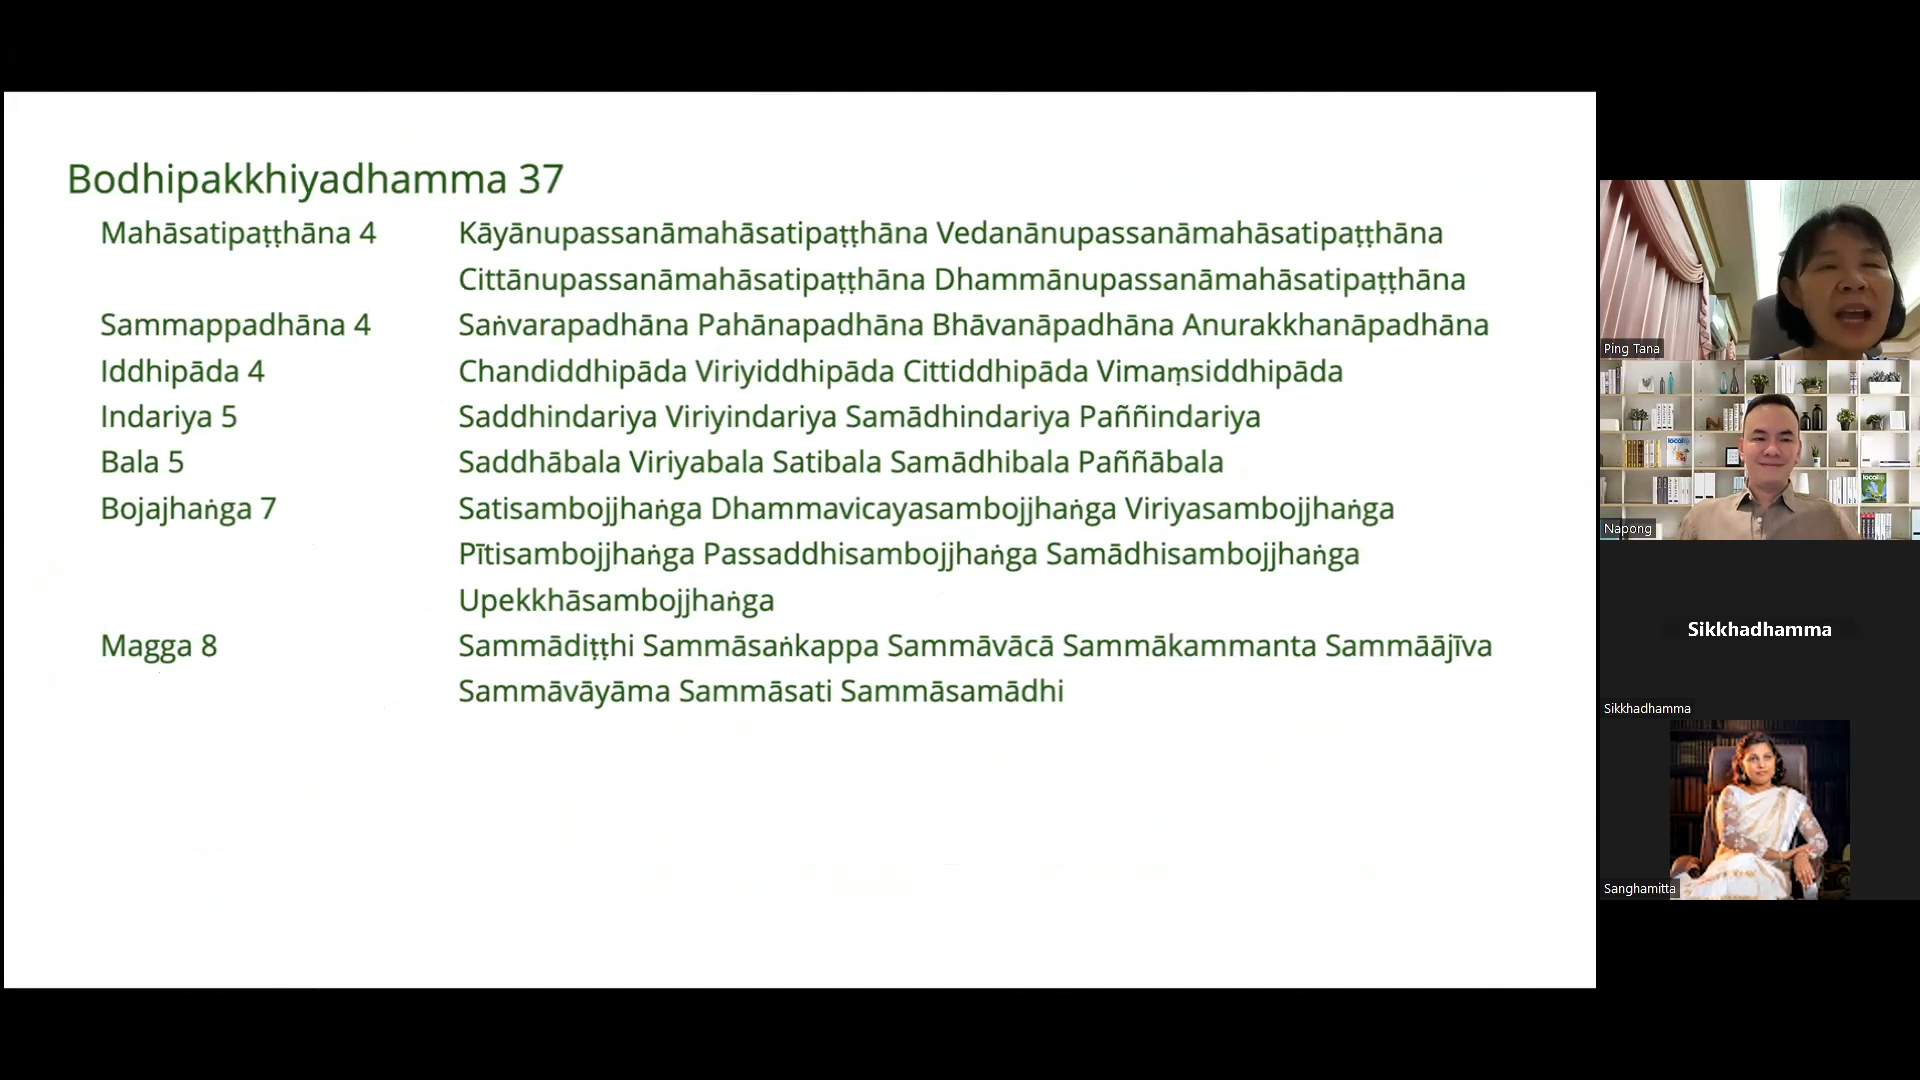 Bodhipakkhiyadhamma 37
Mahāsatipaṭṭhāna 4 Kāyānupassanāmahāsatipaṭṭhāna Vedanānupassanāmahāsatipaṭṭhāna
Cittānupassanāmahāsatipaṭṭhāna Dhammānupassanāmahāsatipaṭṭhāna
Sammappadhāna 4 Saṅvarapadhāna Pahānapadhāna Bhāvanāpadhāna Anurakkhanāpadhāna
Iddhipāda 4 Chandiddhipāda Viriyiddhipāda Cittiddhipāda Vimaṃsiddhipāda
Indariya 5 Saddhindariya Viriyindariya Samādhindariya Paññindariya
Bala 5 Saddhābala Viriyabala Satibala Samādhibala Paññābala
Bojajhaṅga 7 Satisambojjhaṅga Dhammavicayasambojjhaṅga Viriyasambojjhaṅga
Pītisambojjhaṅga Passaddhisambojjhaṅga Samādhisambojjhaṅga
Upekkhāsambojjhaṅga
Magga 8 Sammādiṭṭhi Sammāsaṅkappa Sammāvācā Sammākammanta Sammāājīva
Sammāvāyāma Sammāsati Sammāsamādhi
Ping Tana
local
local
Napong
Sikkhadhamma
Sikkhadhamma
Sanghamitta